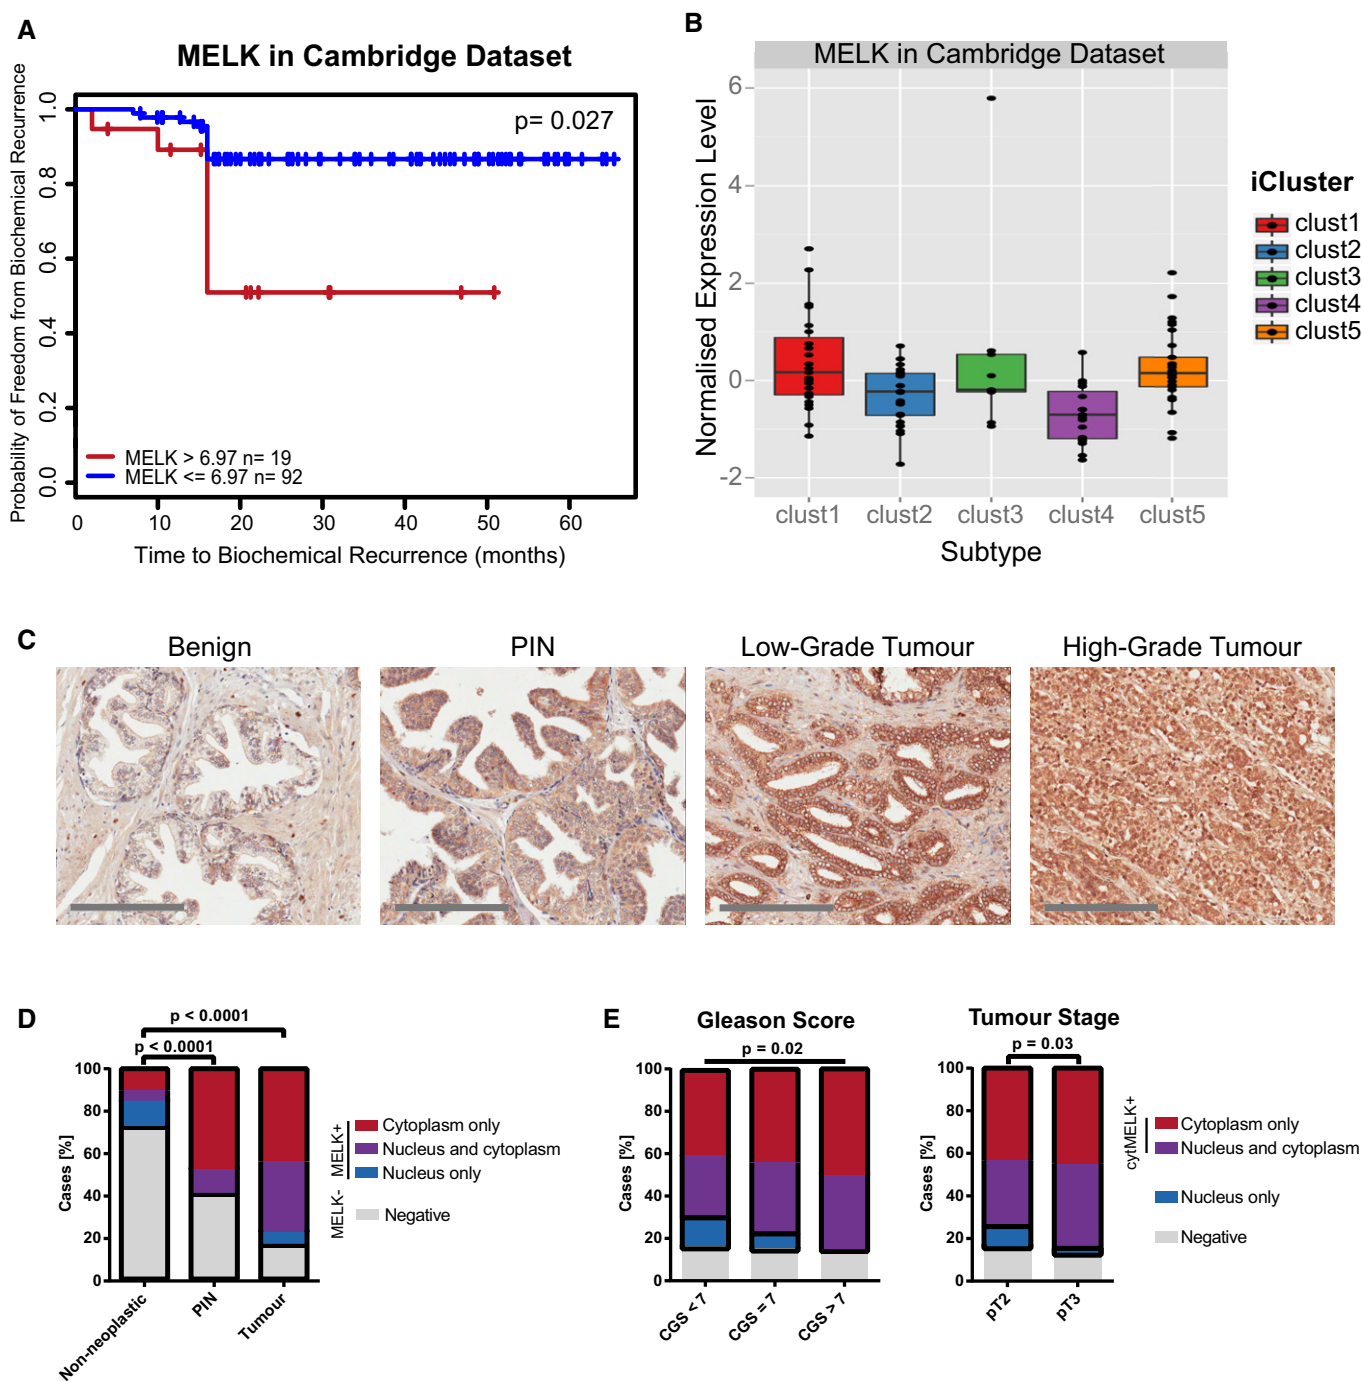 A
MELK in Cambridge Dataset
Probability of Freedom from Biochemical Recurrence
1.0
0.8
0.6
0.4
0.2
0.0
p= 0.027
MELK > 6.97 n= 19
MELK <= 6.97 n= 92
0 10 20 30 40 50 60
Time to Biochemical Recurrence (months)
B
MELK in Cambridge Dataset
Normalised Expression Level
6
4
2
0
-2
clust1 clust2 clust3 clust4 clust5
Subtype
iCluster
clust1
clust2
clust3
clust4
clust5
C
Benign
PIN
Low-Grade Tumour
High-Grade Tumour
D
p < 0.0001
p < 0.0001
Cases [%]
100
80
60
40
20
0
Non-neoplastic
PIN
Tumour
MELK+
Cytoplasm only
Nucleus and cytoplasm
Nucleus only
MELK-
Negative
E
Gleason Score
p = 0.02
Cases [%]
100
80
60
40
20
0
CGS < 7
CGS = 7
CGS > 7
Tumour Stage
p = 0.03
Cases [%]
100
80
60
40
20
0
pT2
pT3
cytMELK+
Cytoplasm only
Nucleus and cytoplasm
Nucleus only
Negative